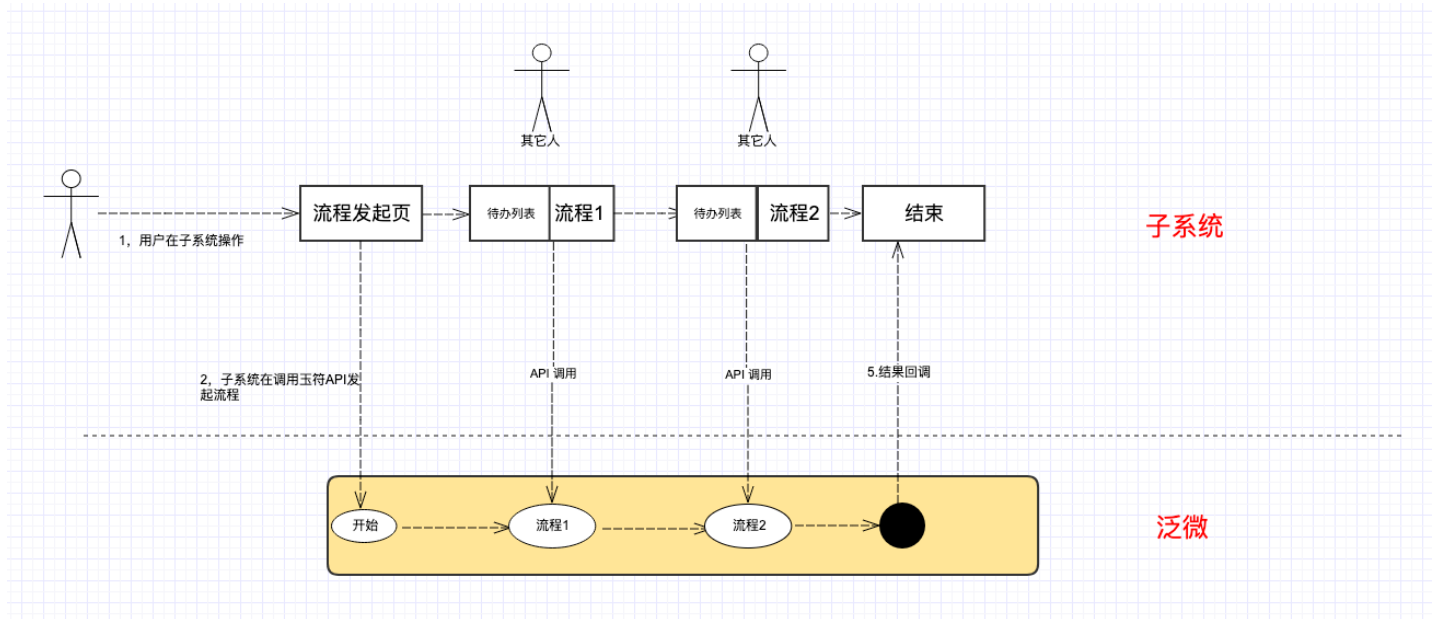 其它人
其它人
流程发起页
待办列表
流程1
待办列表
流程2
结束
子系统
1，用户在子系统操作
2，子系统在调用玉符API发
起流程
API 调用
API 调用
5.结果回调
开始
流程1
流程2
泛微